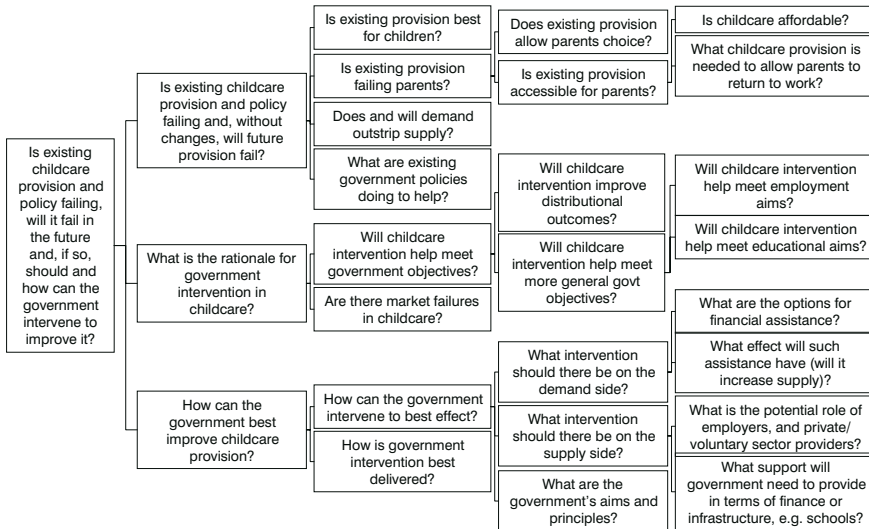 Is existing
childcare
provision and
policy failing,
will it fail in
the future
and, if so,
should and
how can the
government
intervene to
improve it?
Is existing childcare
provision and policy
failing and, without
changes, will future
provision fail?
What is the rationale for
government
intervention in
childcare?
How can the
government best
improve childcare
provision?
Is existing provision best
for children?
Is existing provision
failing parents?
Does and will demand
outstrip supply?
What are existing
government policies
doing to help?
Will childcare
intervention help meet
government objectives?
Are there market failures
in childcare?
How can the government
intervene to best effect?
How is government
intervention best
delivered?
Does existing provision
allow parents choice?
Is existing provision
accessible for parents?
Will childcare
intervention improve
distributional
outcomes?
Will childcare
intervention help meet
more general govt
objectives?
What intervention
should there be on the
demand side?
What intervention
should there be on the
supply side?
What are the
government's aims and
principles?
Is childcare affordable?
What childcare provision is
needed to allow parents to
return to work?
Will childcare intervention
help meet employment
aims?
Will childcare intervention
help meet educational aims?
What are the options for
financial assistance?
What effect will such
assistance have (will it
increase supply)?
What is the potential role of
employers, and private/
voluntary sector providers?
What support will
government need to provide
in terms of finance or
infrastructure, e.g. schools?